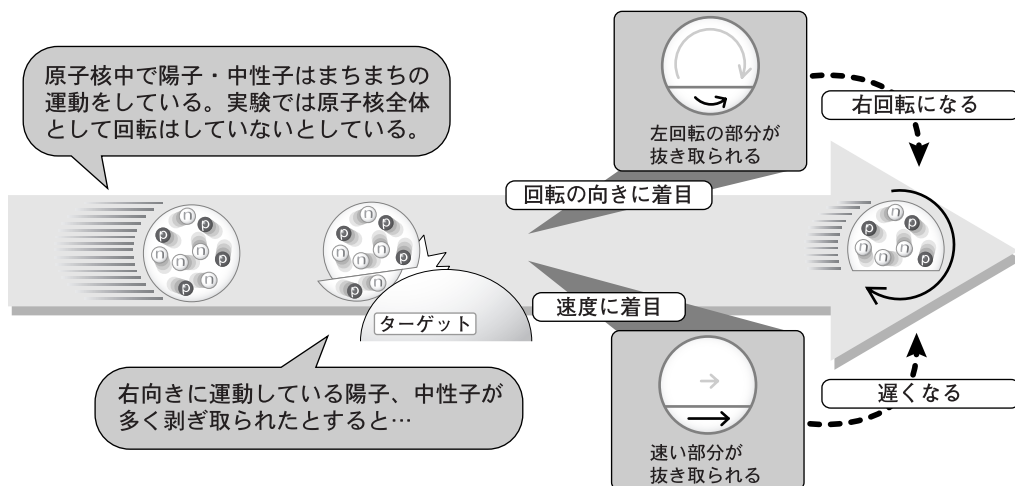 原子核中で陽子・中性子はまちまちの
運動をしている。実験では原子核全体
として回転はしていないとしている。
左回転の部分が
抜き取られる
右回転になる
回転の向きに着目
n
p
p
n
n
n
p
n
p
n
n
p
p
n
n
n
p
n
p
n
n
p
p
n
n
n
p
n
ターゲット
速度に着目
右向きに運動している陽子、中性子が
多く剥ぎ取られたとすると…
速い部分が
抜き取られる
遅くなる